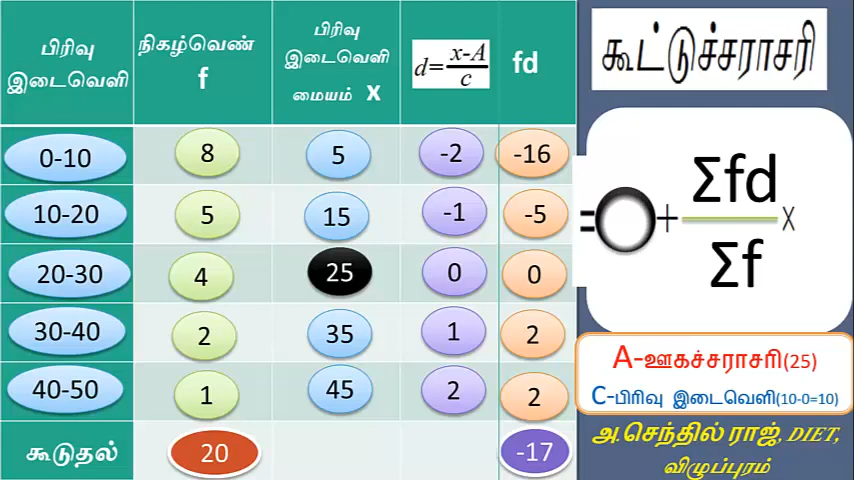 பிரிவு இடைவெளி
நிகழ்வெண் f
பிரிவு இடைவெளி மையம் X
d= x-A / c
fd
0-10 8 5 -2 -16
10-20 5 15 -1 -5
20-30 4 25 0 0
30-40 2 35 1 2
40-50 1 45 2 2
கூடுதல் 20 -17
கூட்டுச்சராசரி
= + Σfd / Σf X
A-ஊகச்சராசரி(25)
C-பிரிவு இடைவெளி(10-0=10)
அ.செந்தில் ராஜ், DIET,
விழுப்புரம்